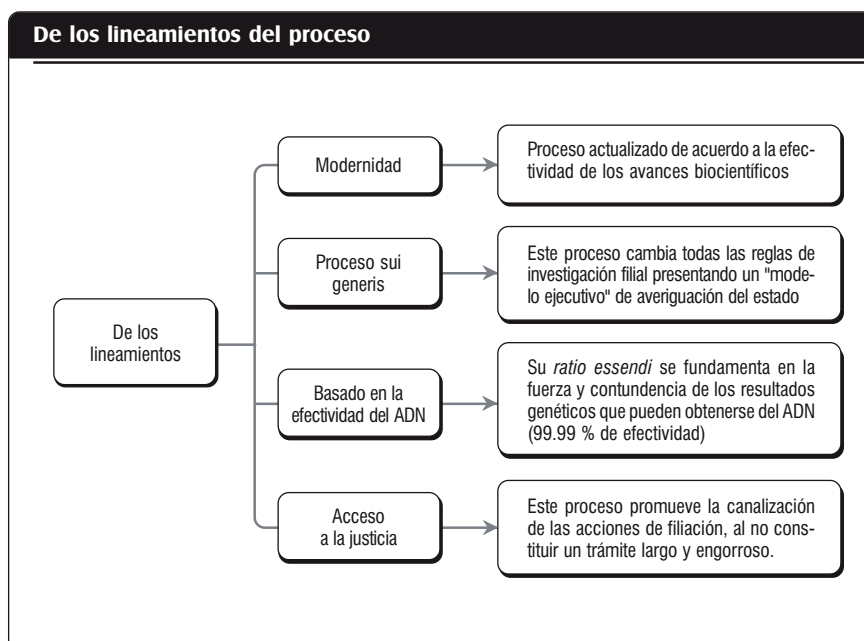 De los lineamientos del proceso
Modernidad
Proceso actualizado de acuerdo a la efec-
tividad de los avances biocientíficos
Proceso sui
generis
Este proceso cambia todas las reglas de
investigación filial presentando un "mode-
lo ejecutivo" de averiguación del estado
De los
lineamientos
Basado en la
efectividad del ADN
Su ratio essendi se fundamenta en la
fuerza y contundencia de los resultados
genéticos que pueden obtenerse del ADN
(99.99 % de efectividad)
Acceso
a la justicia
Este proceso promueve la canalización
de las acciones de filiación, al no cons-
tituir un trámite largo y engorroso.